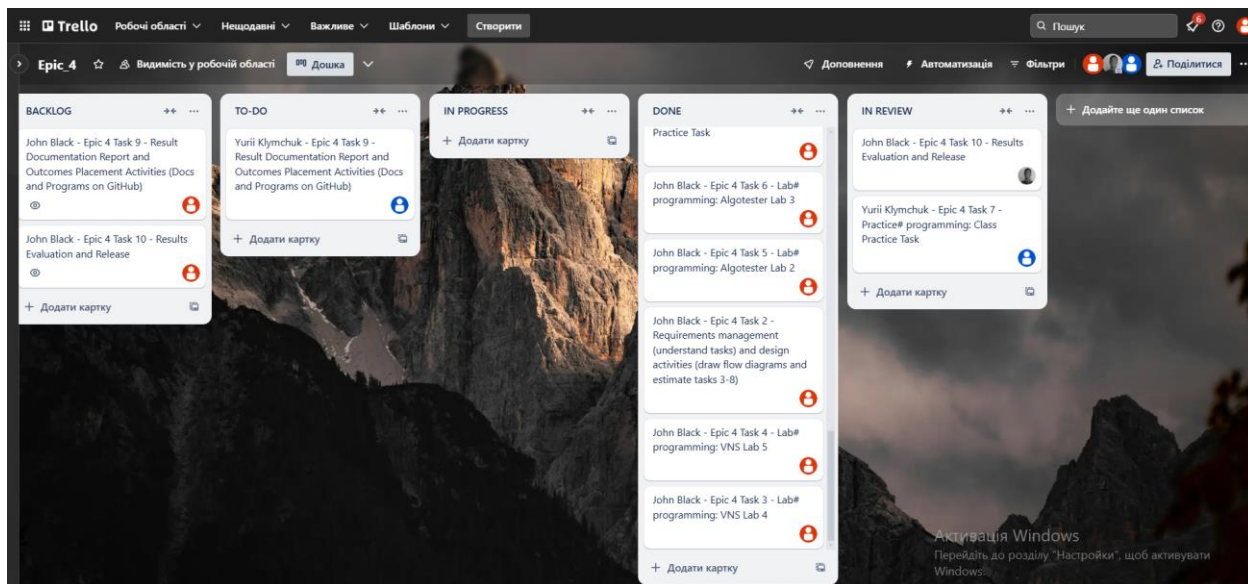 Trello
Робочі області
Нещодавні
Важливе
Шаблони
Створити
Пошук
6
Epic_4
Видимість у робочій області
Дошка
Доповнення
Автоматизація
Фільтри
Поділитися
BACKLOG
John Black - Epic 4 Task 9 - Result
Documentation Report and
Outcomes Placement Activities (Docs
and Programs on GitHub)
John Black - Epic 4 Task 10 - Results
Evaluation and Release
+ Додати картку
TO-DO
Yurii Klymchuk - Epic 4 Task 9 -
Result Documentation Report and
Outcomes Placement Activities (Docs
and Programs on GitHub)
+ Додати картку
IN PROGRESS
+ Додати картку
DONE
Practice Task
John Black - Epic 4 Task 6 - Lab#
programming: Algotester Lab 3
John Black - Epic 4 Task 5 - Lab#
programming: Algotester Lab 2
John Black - Epic 4 Task 2 -
Requirements management
(understand tasks) and design
activities (draw flow diagrams and
estimate tasks 3-8)
John Black - Epic 4 Task 4 - Lab#
programming: VNS Lab 5
John Black - Epic 4 Task 3 - Lab#
programming: VNS Lab 4
+ Додати картку
IN REVIEW
John Black - Epic 4 Task 10 - Results
Evaluation and Release
Yurii Klymchuk - Epic 4 Task 7 -
Practice# programming: Class
Practice Task
+ Додати картку
+ Додайте ще один список
Активація Windows
Перейдіть до розділу "Настройки", щоб активувати
Windows.